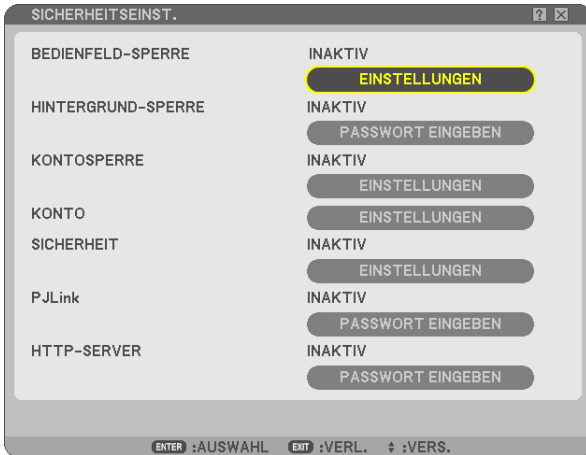 SICHERHEITSEINST. ? X
BEDIENFELD-SPERRE INAKTIV
EINSTELLUNGEN
HINTERGRUND-SPERRE INAKTIV
PASSWORT EINGEBEN
KONTOSPERRE INAKTIV
EINSTELLUNGEN
KONTO EINSTELLUNGEN
SICHERHEIT INAKTIV
EINSTELLUNGEN
PJLink INAKTIV
PASSWORT EINGEBEN
HTTP-SERVER INAKTIV
PASSWORT EINGEBEN
ENTER :AUSWAHL EXIT :VERL. :VERS.